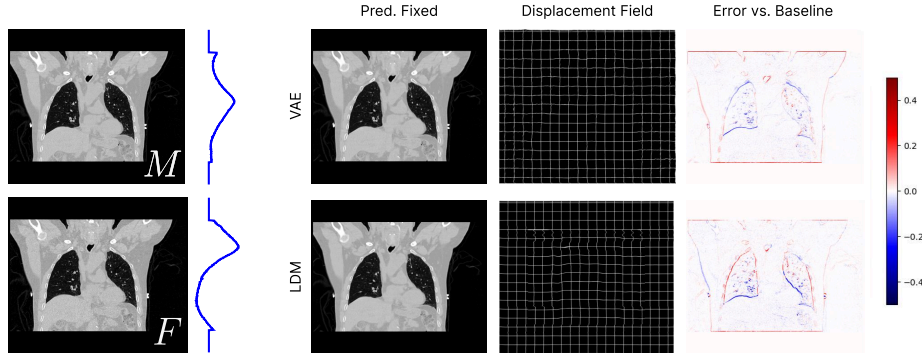 Pred. Fixed
Displacement Field
Error vs. Baseline
M
VAE
F
LDM
0.4
0.2
0.0
−0.2
−0.4